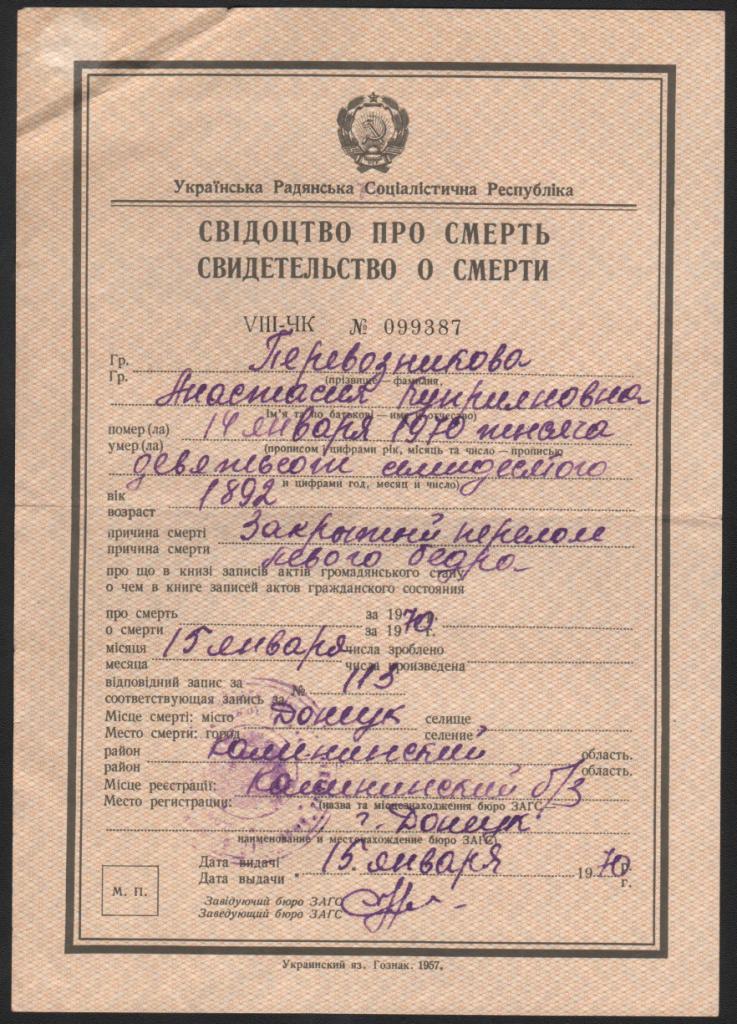 Українська Радянська Соціалістична Республіка
СВІДОЦТВО ПРО СМЕРТЬ
СВИДЕТЕЛЬСТВО О СМЕРТИ
VIII-ЧК № 099387
Гр. Перевозникова
Гр. (прізвище — фамилия,
Анастасия Куприяновна
ім'я та по батькові — имя и отчество)
помер(ла) 14 января 1970 тисяча
умер(ла) (прописом і цифрами рік, місяць та число — прописью
девятьсот семидесятого
и цифрами год, месяц и число)
вік 1892
возраст
причина смерті Закрытый перелом
причина смерти левого бедра
про що в книзі записів актів громадянського стану
о чем в книге записей актов гражданского состояния
про смерть за 1970 р.
о смерти за 1970 г.
місяця 15 января числа зроблено
месяца числа произведена
відповідний запис за № 113
соответствующая запись за
Місце смерті: місто Донецк селище
Место смерти: город селение
район Калининский область.
район область.
Місце реєстрації: Калининский б/з
Место регистрации: (назва та місцезнаходження бюро ЗАГС
г. Донецк
наименование и местонахождение бюро ЗАГС)
Дата видачі 15 января 1970
Дата выдачи г.
М. П.
Завідуючий бюро ЗАГС
Заведующий бюро ЗАГС
Украинский яз. Гознак. 1957.